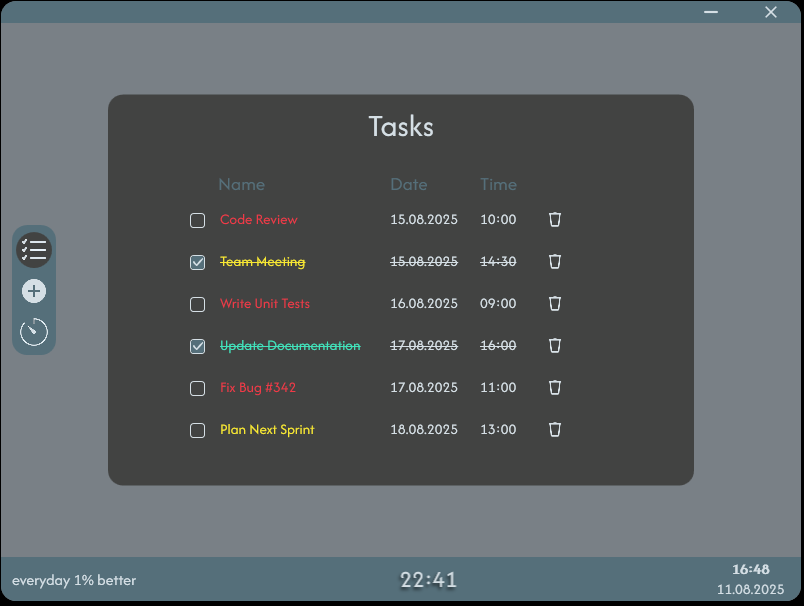 Tasks
Name Date Time
Code Review 15.08.2025 10:00
Team Meeting 15.08.2025 14:30
Write Unit Tests 16.08.2025 09:00
Update Documentation 17.08.2025 16:00
Fix Bug #342 17.08.2025 11:00
Plan Next Sprint 18.08.2025 13:00
everyday 1% better
22:41
16:48
11.08.2025